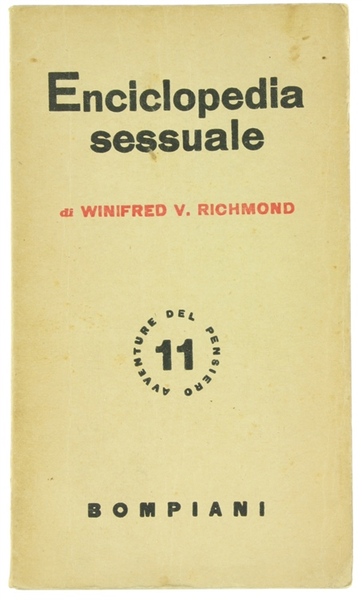 Enciclopedia
sessuale
di WINIFRED V. RICHMOND
AVVENTURE DEL PENSIERO
11
BOMPIANI